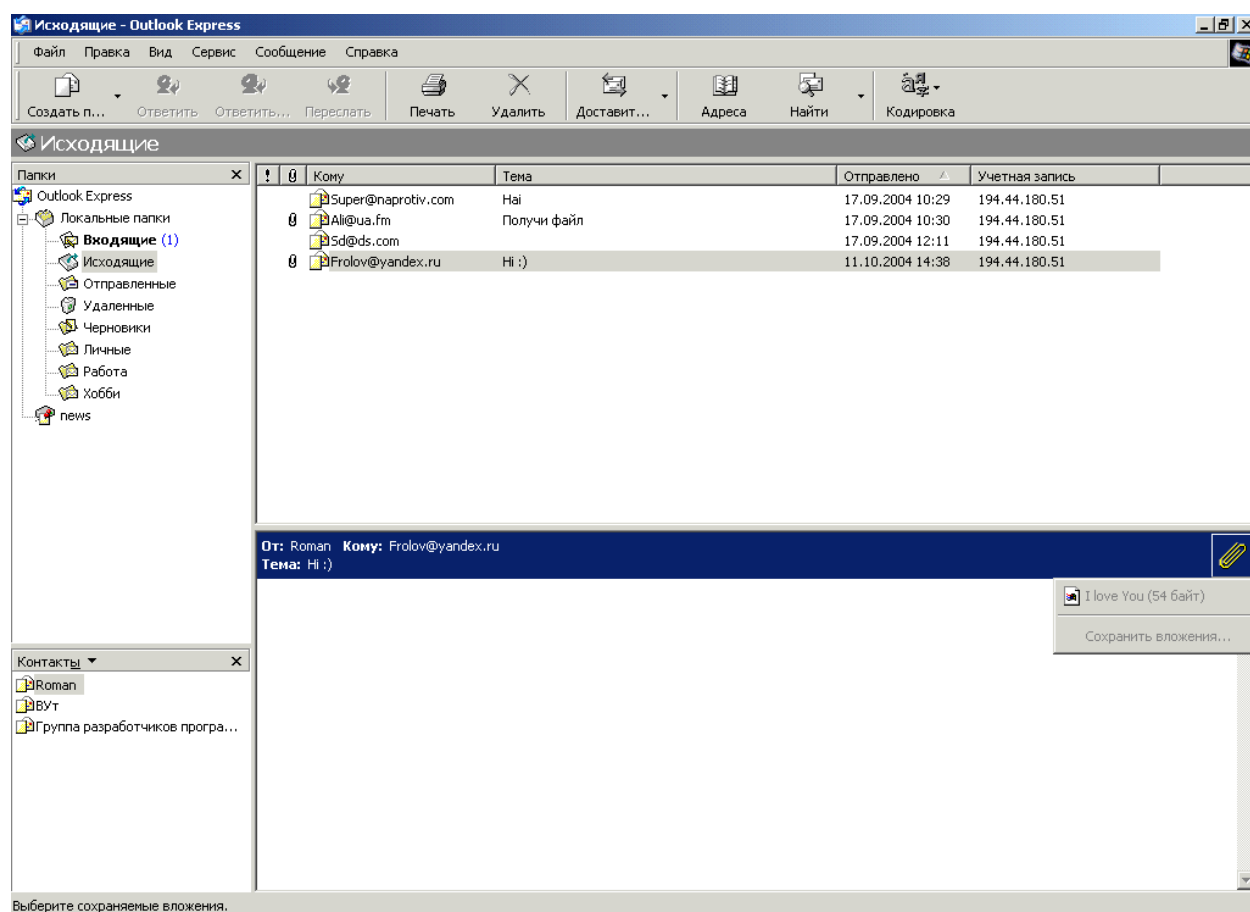 Исходящие - Outlook Express
Файл Правка Вид Сервис Сообщение Справка
Создать п... Ответить Ответить... Переслать Печать Удалить Доставит... Адреса Найти Кодировка
Исходящие
Папки
Outlook Express
Локальные папки
Входящие (1)
Исходящие
Отправленные
Удаленные
Черновики
Личные
Работа
Хобби
news
! Кому Тема Отправлено Учетная запись
Super@naprotiv.com Hai 17.09.2004 10:29 194.44.180.51
Ali@ua.fm Получи файл 17.09.2004 10:30 194.44.180.51
Sd@ds.com 17.09.2004 12:11 194.44.180.51
Frolov@yandex.ru Hi :) 11.10.2004 14:38 194.44.180.51
От: Roman Кому: Frolov@yandex.ru
Тема: Hi :)
I love You (54 байт)
Сохранить вложения...
Контакты
Roman
ВУт
Группа разработчиков програ...
Выберите сохраняемые вложения.